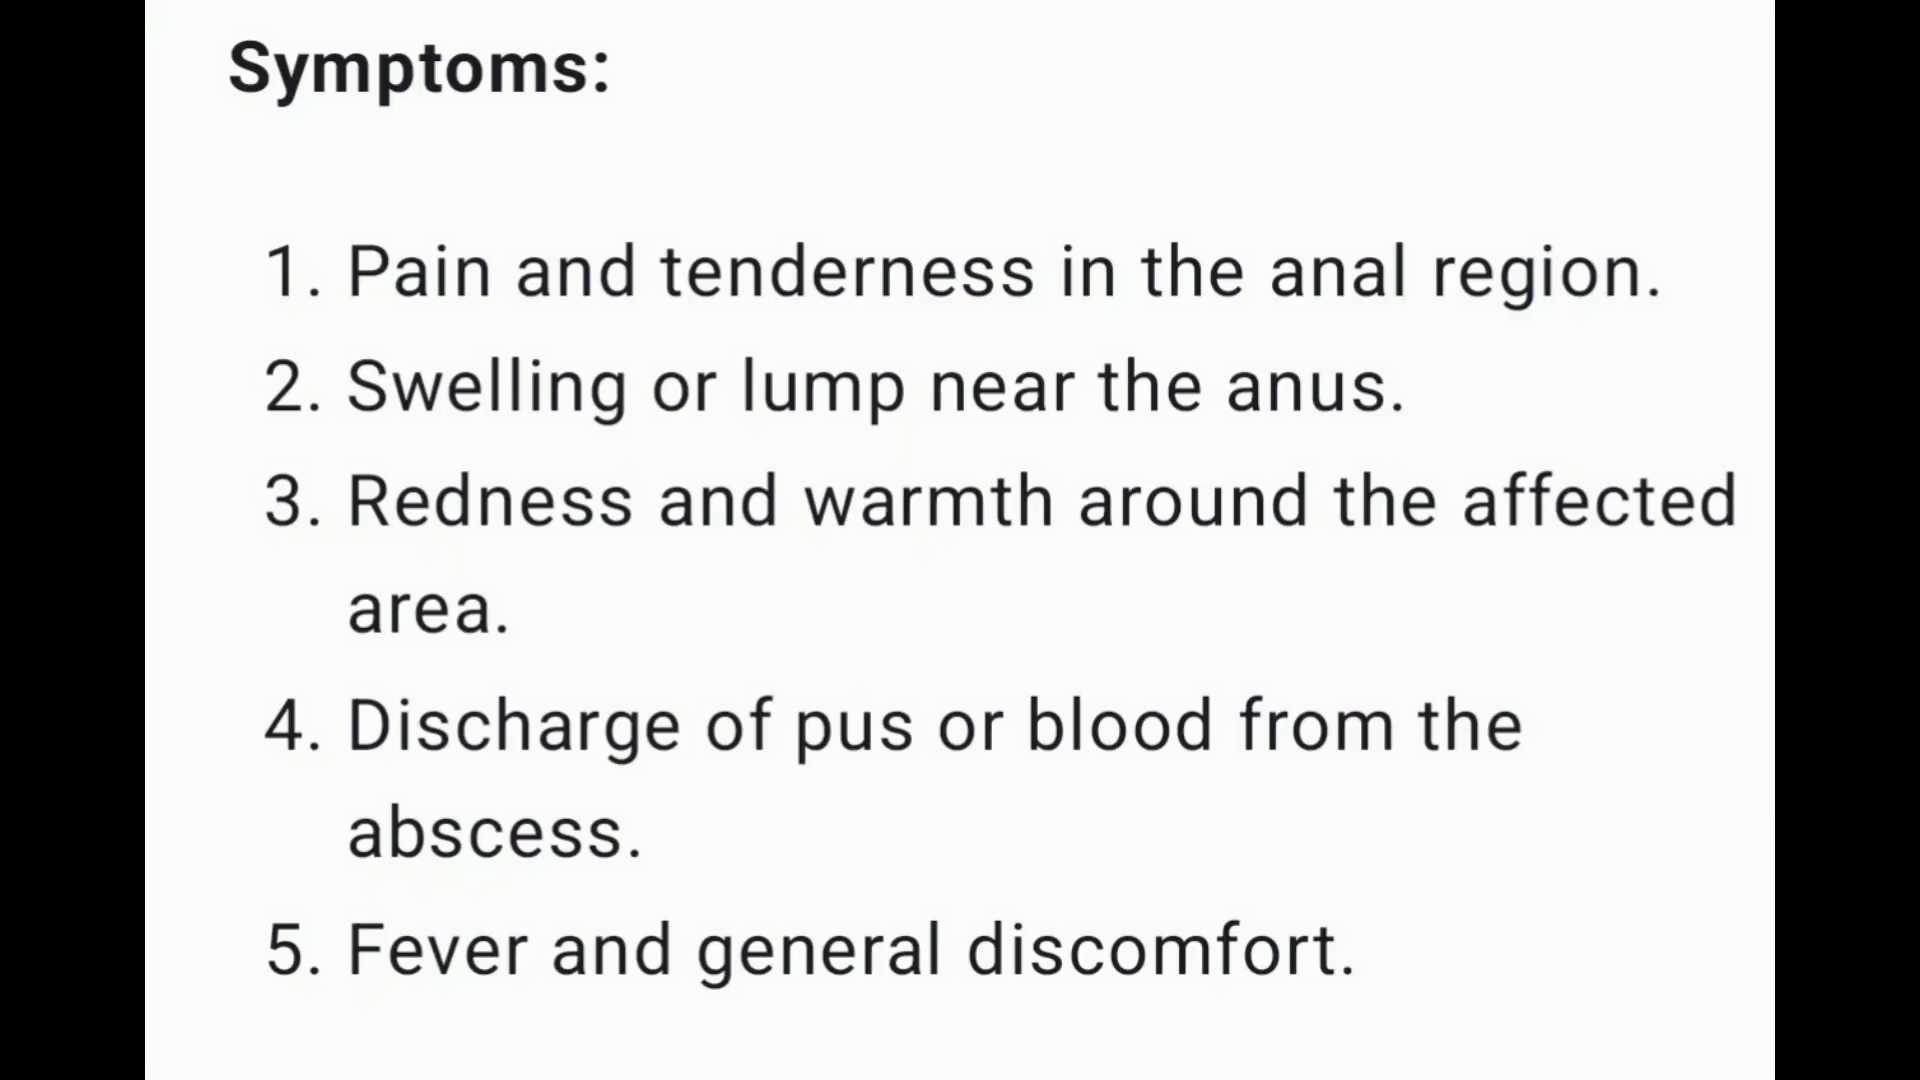 Symptoms:
1. Pain and tenderness in the anal region.
2. Swelling or lump near the anus.
3. Redness and warmth around the affected
area.
4. Discharge of pus or blood from the
abscess.
5. Fever and general discomfort.